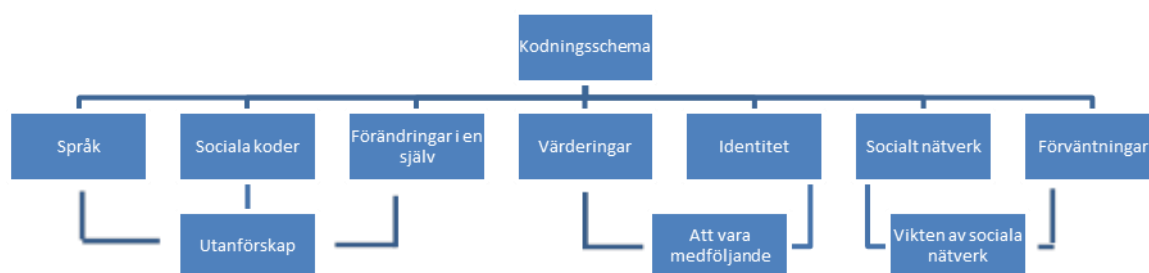 Kodningsschema
Språk
Sociala koder
Förändringar i en
själv
Värderingar
Identitet
Socialt nätverk
Förväntningar
Utanförskap
Att vara
medföljande
Vikten av sociala
nätverk